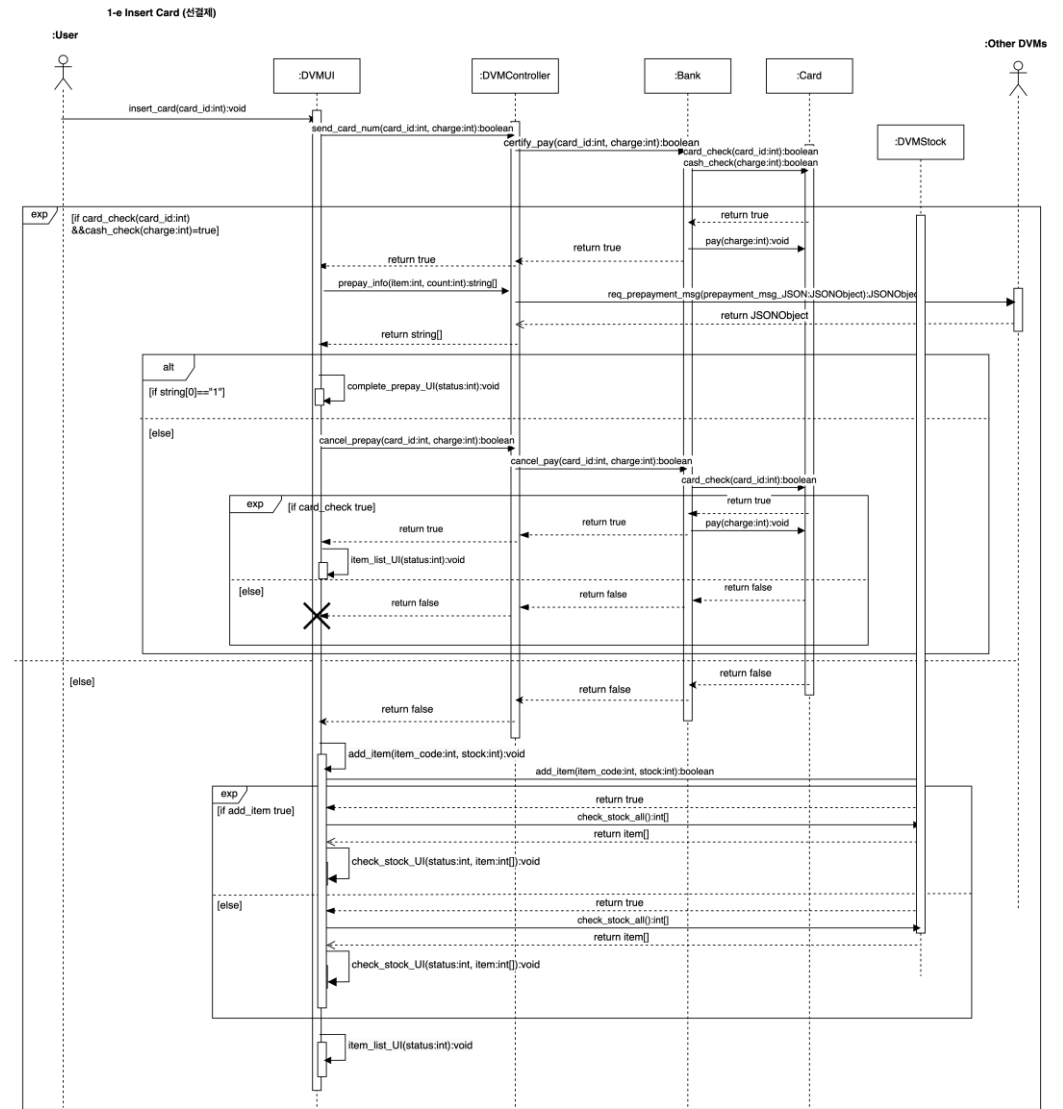 1-e Insert Card (선결제)
:User
:Other DVMs
:DVMUI
:DVMController
:Bank
:Card
insert_card(card_id:int):void
send_card_num(card_id:int, charge:int):boolean
:DVMStock
certify_pay(card_id:int, charge:int):boolean
card_check(card_id:int):boolean
cash_check(charge:int):boolean
exp
[if card_check(card_id:int)
&&cash_check(charge:int)=true]
return true
pay(charge:int):void
return true
return true
prepay_info(item:int, count:int):string[]
req_prepayment_msg(prepayment_msg_JSON:JSONObject):JSONObjec
return JSONObject
return string[]
alt
[if string[0]=="1"]
complete_prepay_UI(status:int):void
[else]
cancel_prepay(card_id:int, charge:int):boolean
cancel_pay(card_id:int, charge:int):boolean
card_check(card_id:int):boolean
exp
[if card_check true]
return true
pay(charge:int):void
return true
return true
item_list_UI(status:int):void
[else]
return false
return false
return false
[else]
return false
return false
return false
add_item(item_code:int, stock:int):void
add_item(item_code:int, stock:int):boolean
exp
[if add_item true]
return true
check_stock_all():int[]
return item[]
check_stock_UI(status:int, item:int[]):void
[else]
return true
check_stock_all():int[]
return item[]
check_stock_UI(status:int, item:int[]):void
item_list_UI(status:int):void